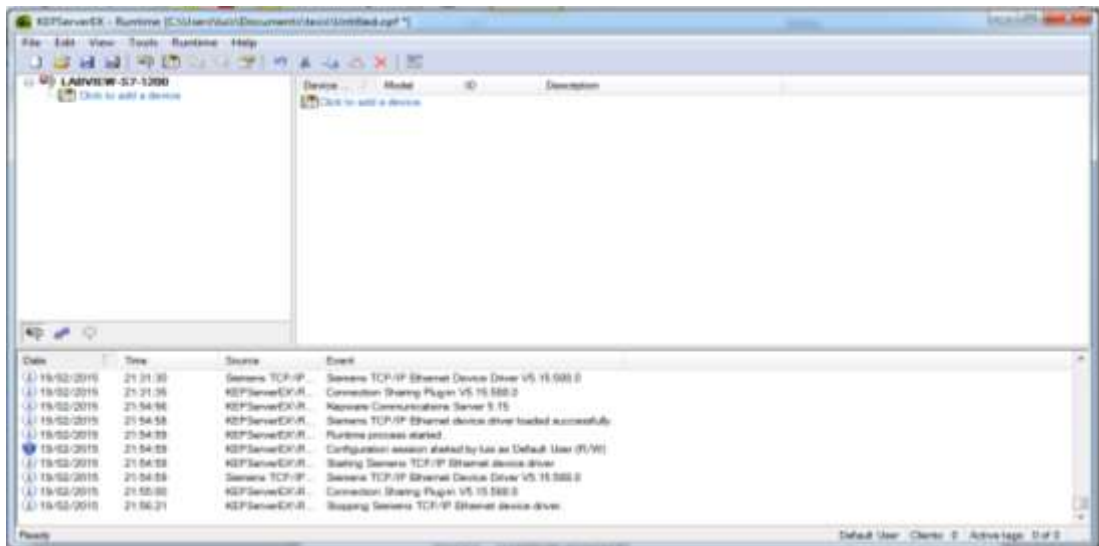 KEPServerEX - Runtime [C:\Users\luis\Documents\tesis\Untitled.opf *]
File Edit View Tools Runtime Help
LABVIEW-S7-1200
Click to add a device.
Device ... Model ID Description
Click to add a device.
Date Time Source Event
19/02/2015 21:31:30 Siemens TCP/IP... Siemens TCP/IP Ethernet Device Driver V5.15.588.0
19/02/2015 21:31:35 KEPServerEX\R... Connection Sharing Plug-in V5.15.588.0
19/02/2015 21:54:56 KEPServerEX\R... Kepware Communications Server 5.15
19/02/2015 21:54:58 KEPServerEX\R... Siemens TCP/IP Ethernet device driver loaded successfully.
19/02/2015 21:54:59 KEPServerEX\R... Runtime process started.
19/02/2015 21:54:59 KEPServerEX\R... Configuration session started by luis as Default User (R/W).
19/02/2015 21:54:59 KEPServerEX\R... Starting Siemens TCP/IP Ethernet device driver.
19/02/2015 21:54:59 Siemens TCP/IP... Siemens TCP/IP Ethernet Device Driver V5.15.588.0
19/02/2015 21:55:00 KEPServerEX\R... Connection Sharing Plug-in V5.15.588.0
19/02/2015 21:56:21 KEPServerEX\R... Stopping Siemens TCP/IP Ethernet device driver.
Ready Default User Clients: 0 Active tags: 0 of 0